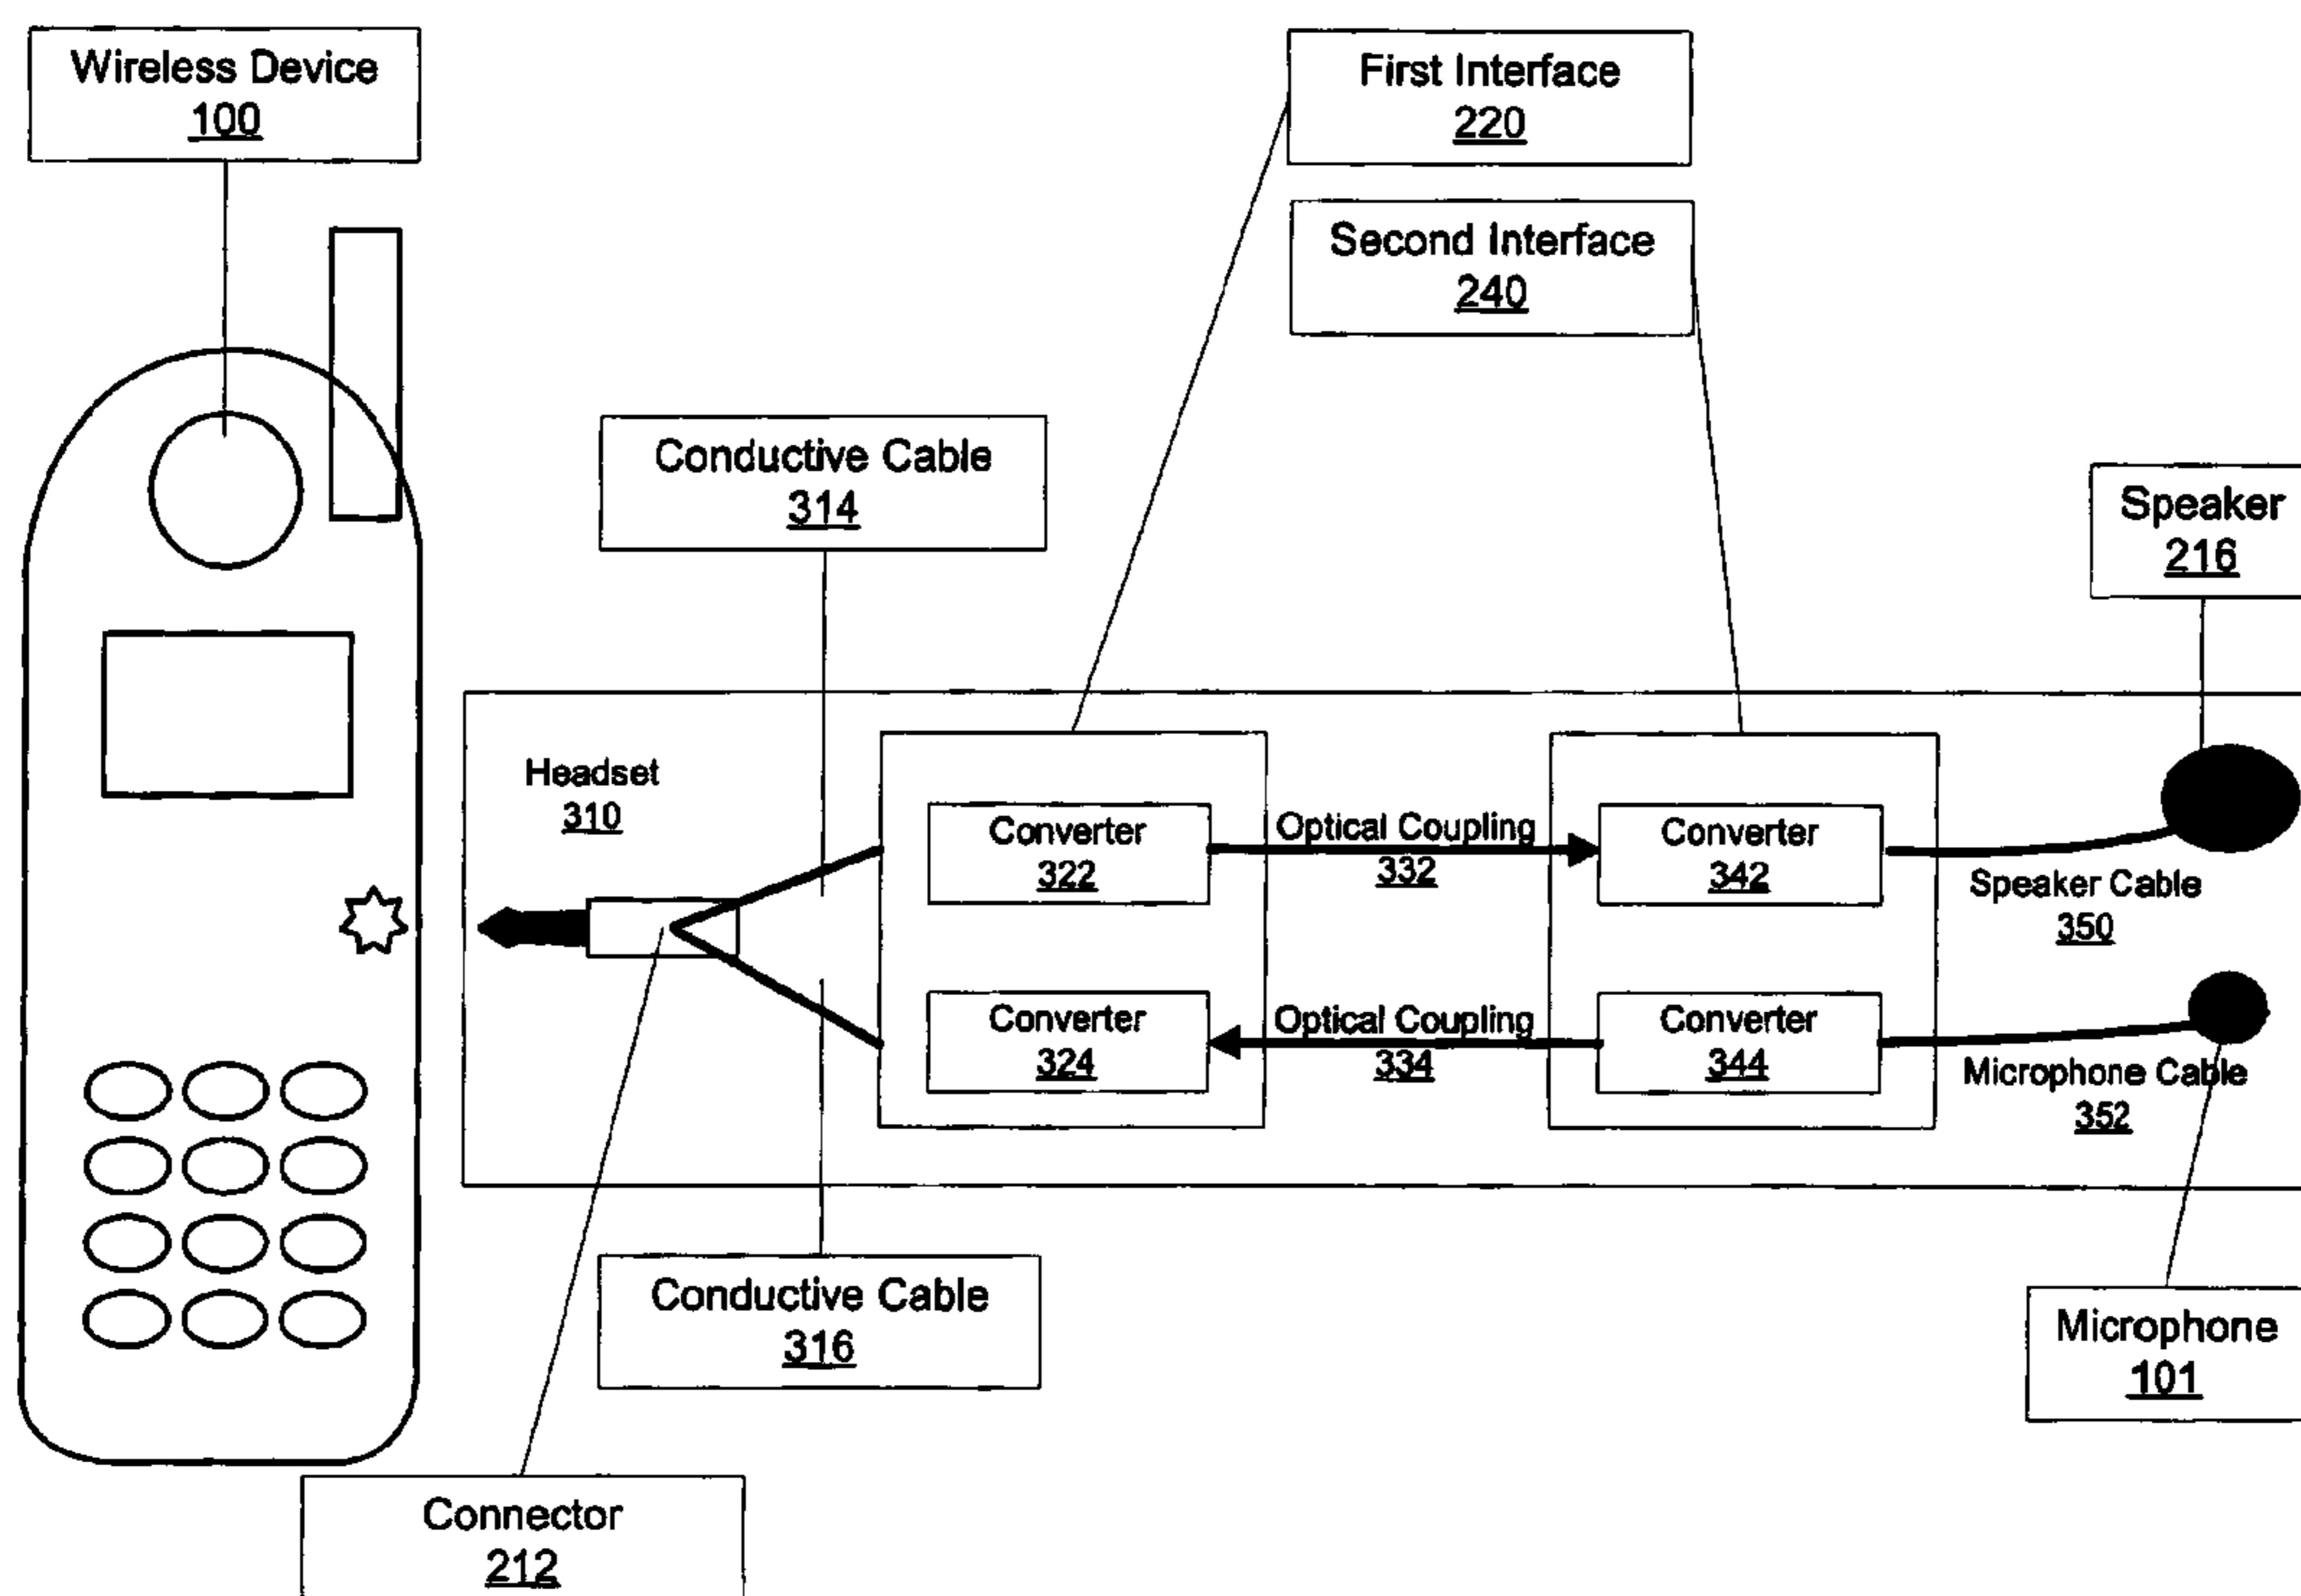 Wireless Device
100
First Interface
220
Second Interface
240
Conductive Cable
314
Speaker
216
Headset
310
Converter
322
Optical Coupling
332
Converter
342
Speaker Cable
350
Converter
324
Optical Coupling
334
Converter
344
Microphone Cable
352
Conductive Cable
316
Microphone
101
Connector
212